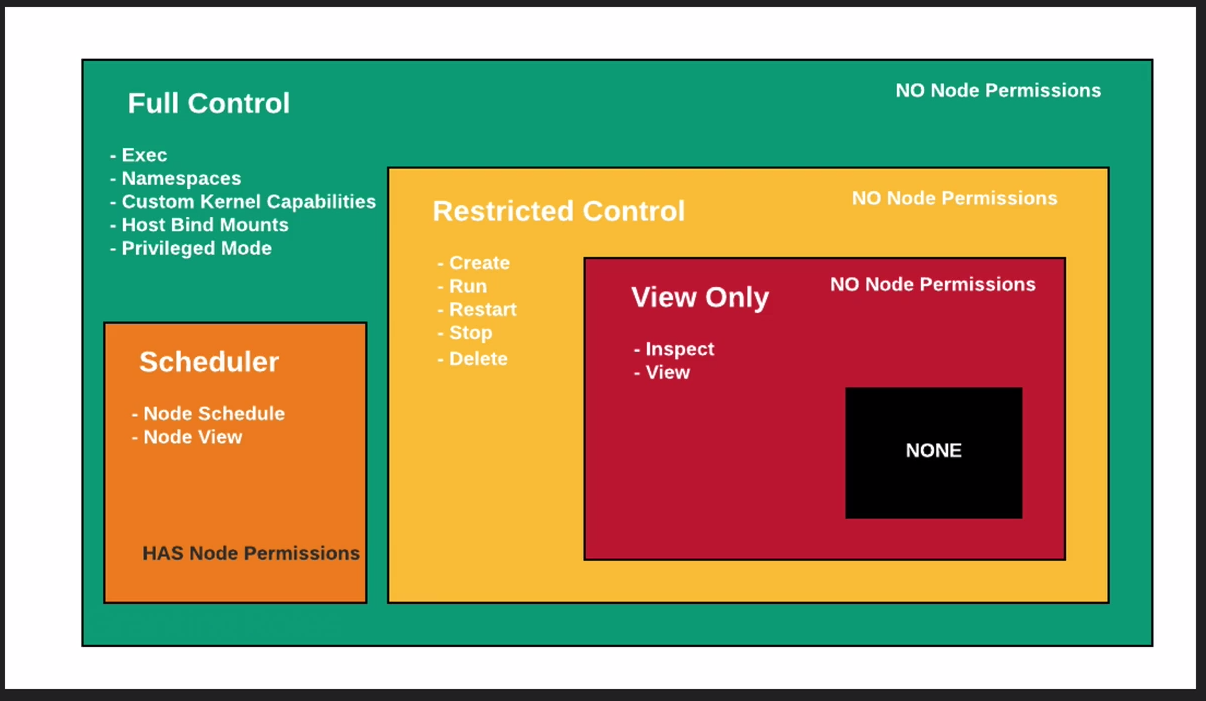 Full Control
NO Node Permissions
- Exec
- Namespaces
- Custom Kernel Capabilities
- Host Bind Mounts
- Privileged Mode
Restricted Control
NO Node Permissions
- Create
- Run
- Restart
- Stop
- Delete
View Only
NO Node Permissions
- Inspect
- View
NONE
Scheduler
- Node Schedule
- Node View
HAS Node Permissions